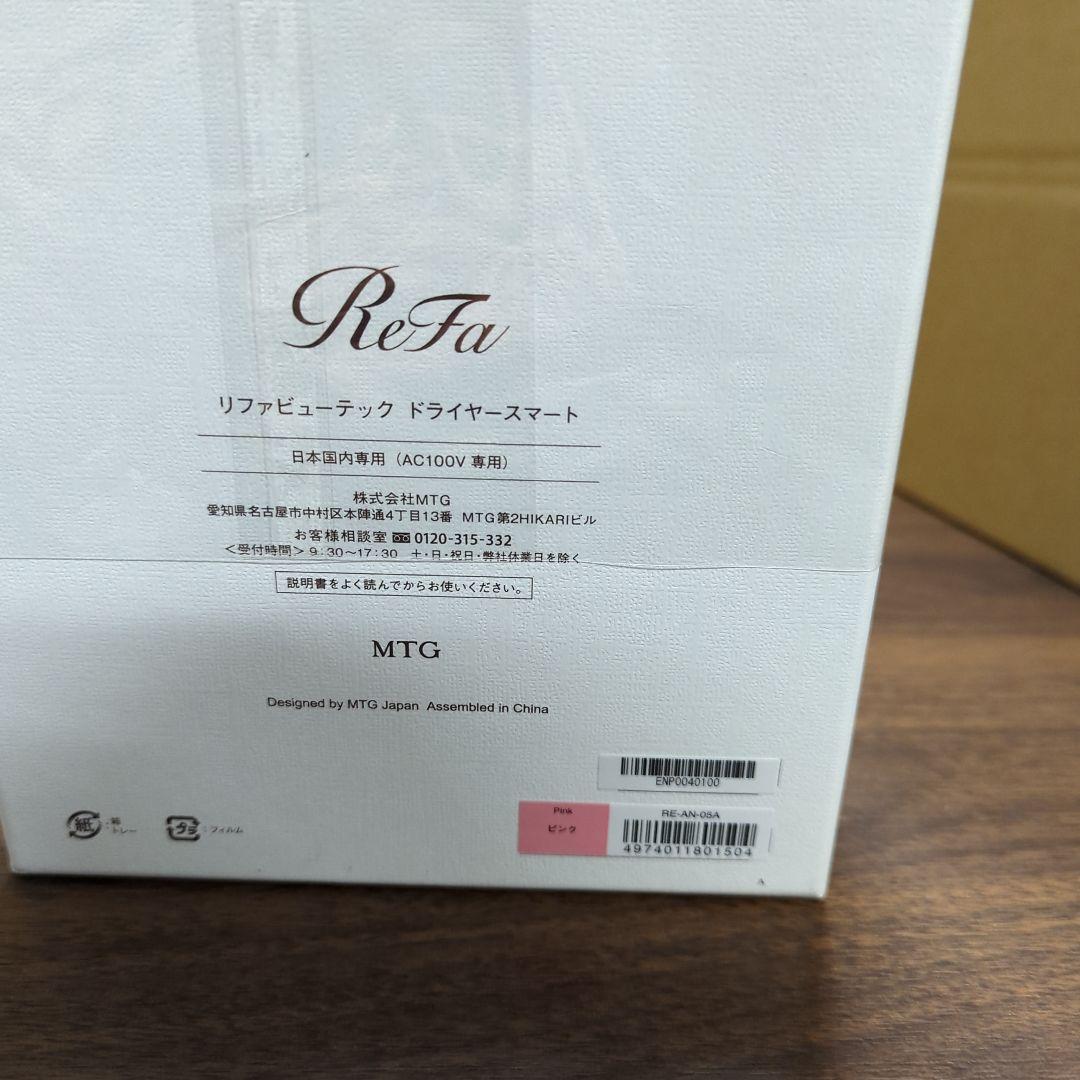 ReFa
リファビューテック ドライヤースマート
日本国内専用（AC100V 専用）
株式会社MTG
愛知県名古屋市中村区本陣通4丁目13番 MTG第2HIKARIビル
お客様相談室 0120-315-332
＜受付時間＞9:30〜17:30 土・日・祝日・弊社休業日を除く
説明書をよく読んでからお使いください。
MTG
Designed by MTG Japan Assembled in China
ENP0040100
Pink
ピンク
RE-AN-05A
4974011801504
紙 :箱
・トレー
プラ :フィルム
A